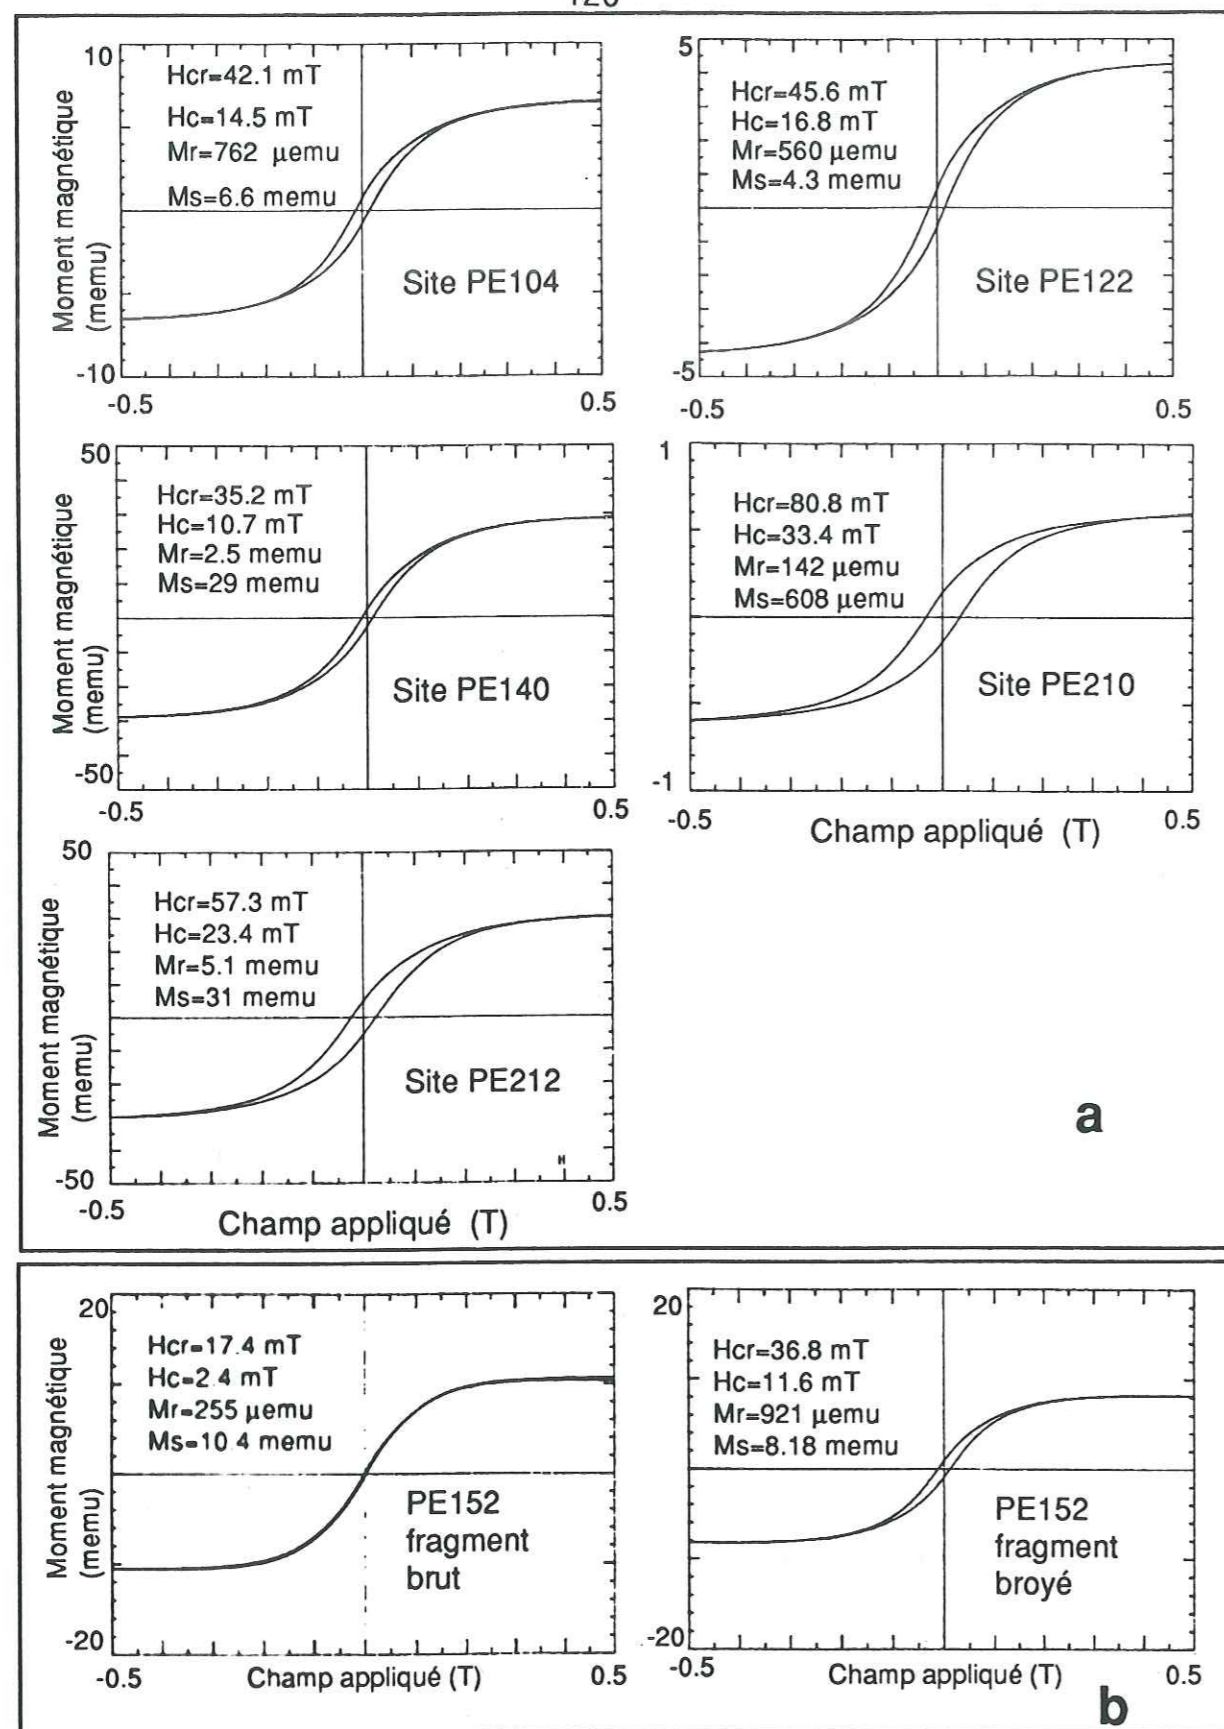 10
Hcr=42.1 mT
Hc=14.5 mT
Mr=762 µemu
Ms=6.6 memu
Moment magnétique
(memu)
Site PE104
-10
-0.5
0.5
5
Hcr=45.6 mT
Hc=16.8 mT
Mr=560 µemu
Ms=4.3 memu
Site PE122
-5
-0.5
0.5
50
Hcr=35.2 mT
Hc=10.7 mT
Mr=2.5 memu
Ms=29 memu
Moment magnétique
(memu)
Site PE140
-50
-0.5
0.5
1
Hcr=80.8 mT
Hc=33.4 mT
Mr=142 µemu
Ms=608 µemu
Site PE210
-1
-0.5
0.5
Champ appliqué (T)
50
Hcr=57.3 mT
Hc=23.4 mT
Mr=5.1 memu
Ms=31 memu
Moment magnétique
(memu)
Site PE212
-50
-0.5
0.5
Champ appliqué (T)
a
20
Hcr=17.4 mT
Hc=2.4 mT
Mr=255 µemu
Ms=10.4 memu
Moment magnétique
(memu)
PE152
fragment
brut
-20
-0.5
Champ appliqué (T)
0.5
20
Hcr=36.8 mT
Hc=11.6 mT
Mr=921 µemu
Ms=8.18 memu
PE152
fragment
broyé
-20
-0.5
Champ appliqué (T)
0.5
b